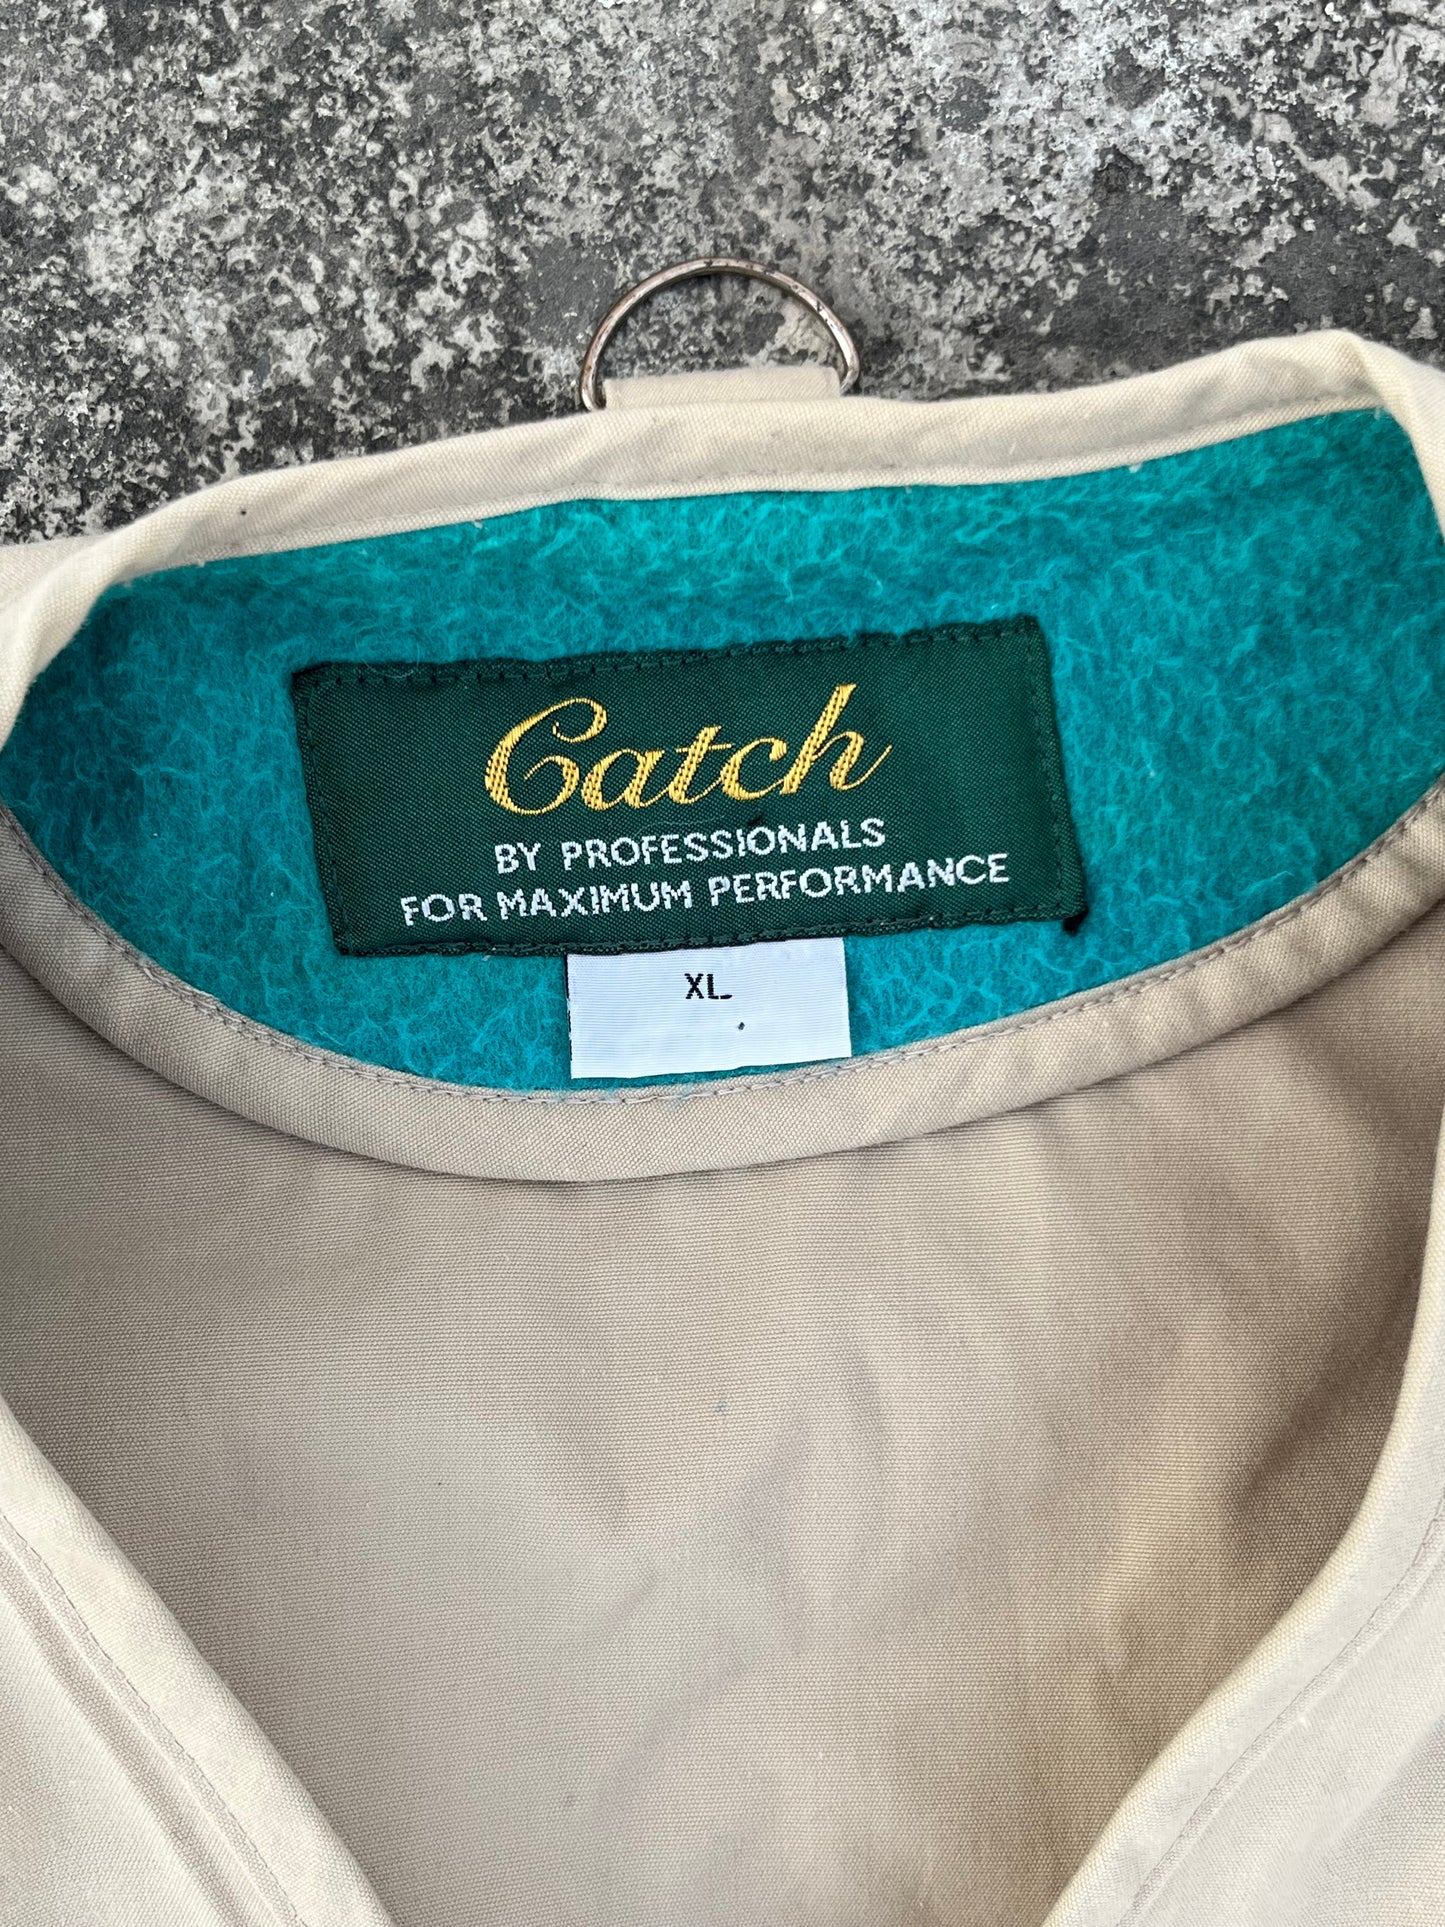 Catch
BY PROFESSIONALS
FOR MAXIMUM PERFORMANCE
XL